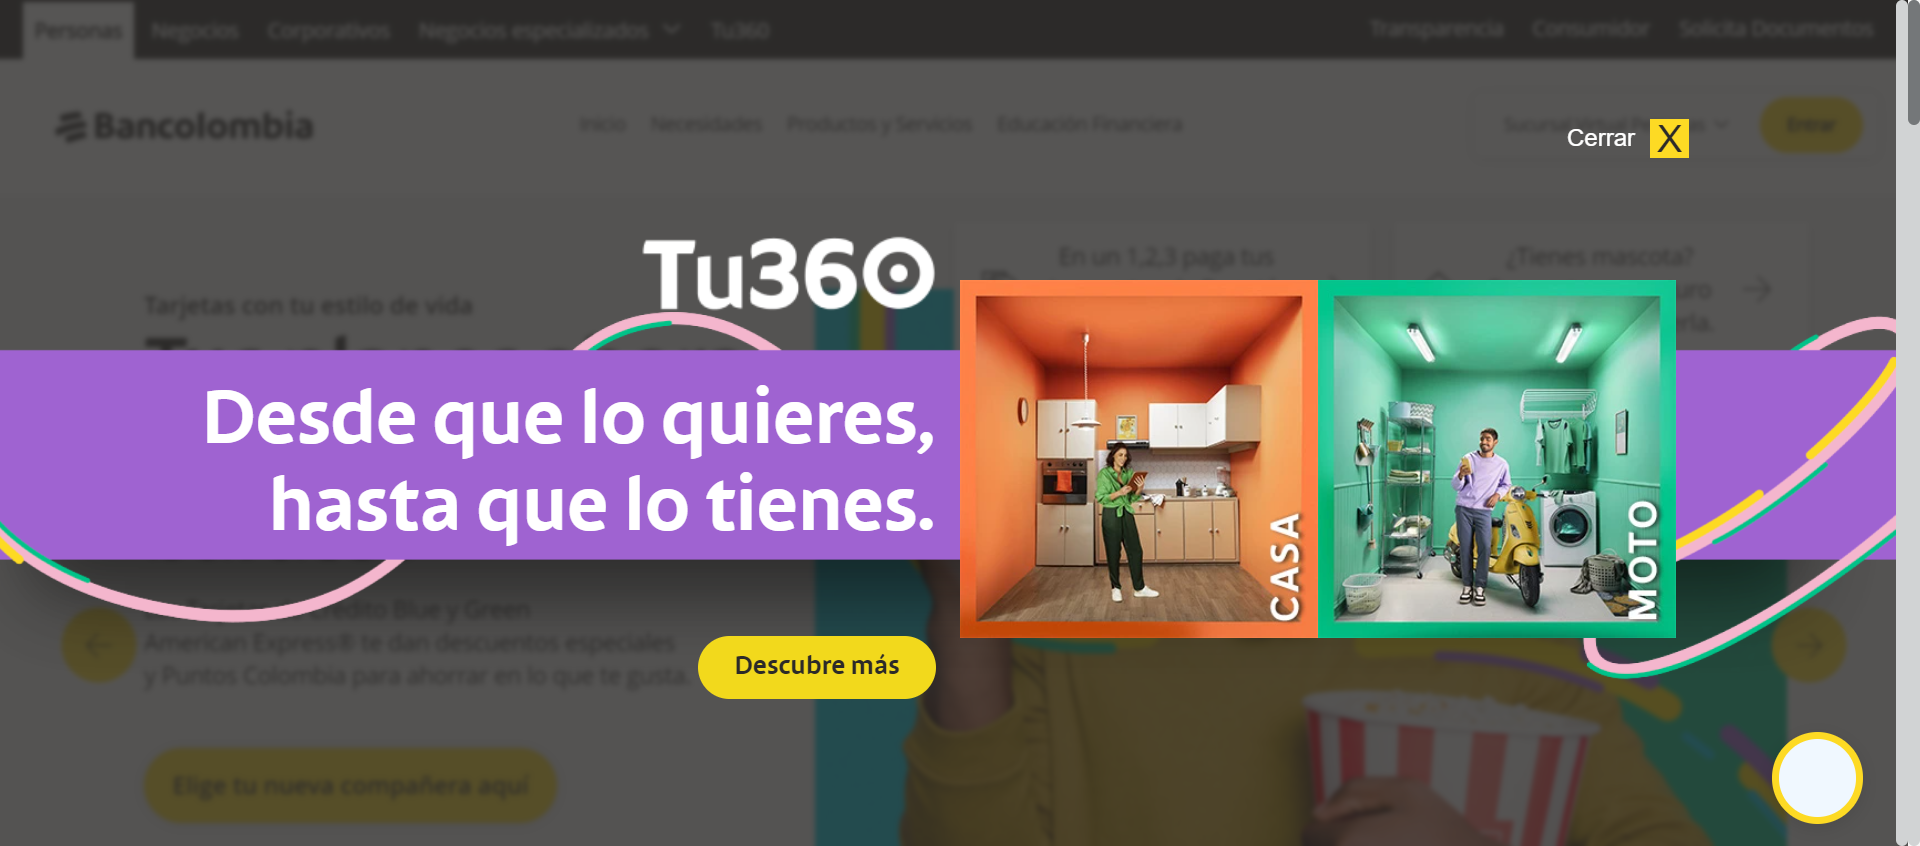 Personas Negocios Corporativos Negocios especializados Tu360 Transparencia Consumidor Solicita Documentos
Bancolombia Inicio Necesidades Productos y Servicios Educación Financiera Entrar
Cerrar X
Tu360
En un 1,2,3 paga tus
¿Tienes mascota?
Tarjetas con tu estilo de vida
Desde que lo quieres,
hasta que lo tienes.
CASA
MOTO
Blue y Green
American Express® te dan descuentos especiales
y Puntos Colombia para ahorrar en lo que te gusta.
Descubre más
Elige tu nueva compañera aquí